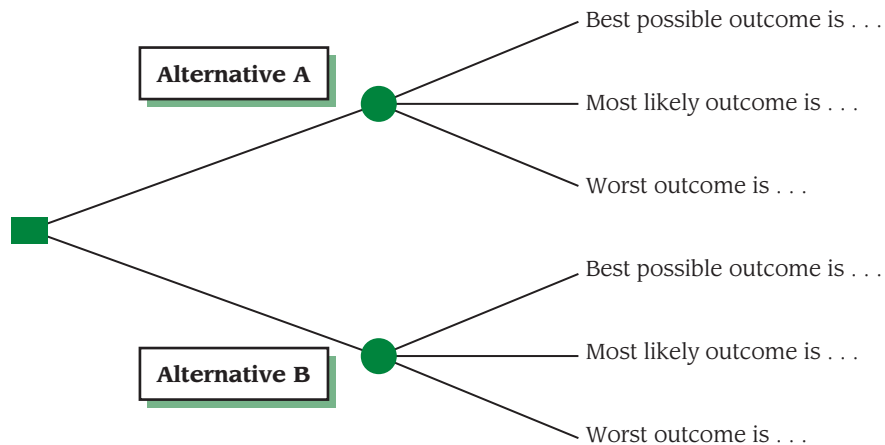 Best possible outcome is . . .
Alternative A
Most likely outcome is . . .
Worst outcome is . . .
Best possible outcome is . . .
Most likely outcome is . . .
Alternative B
Worst outcome is . . .